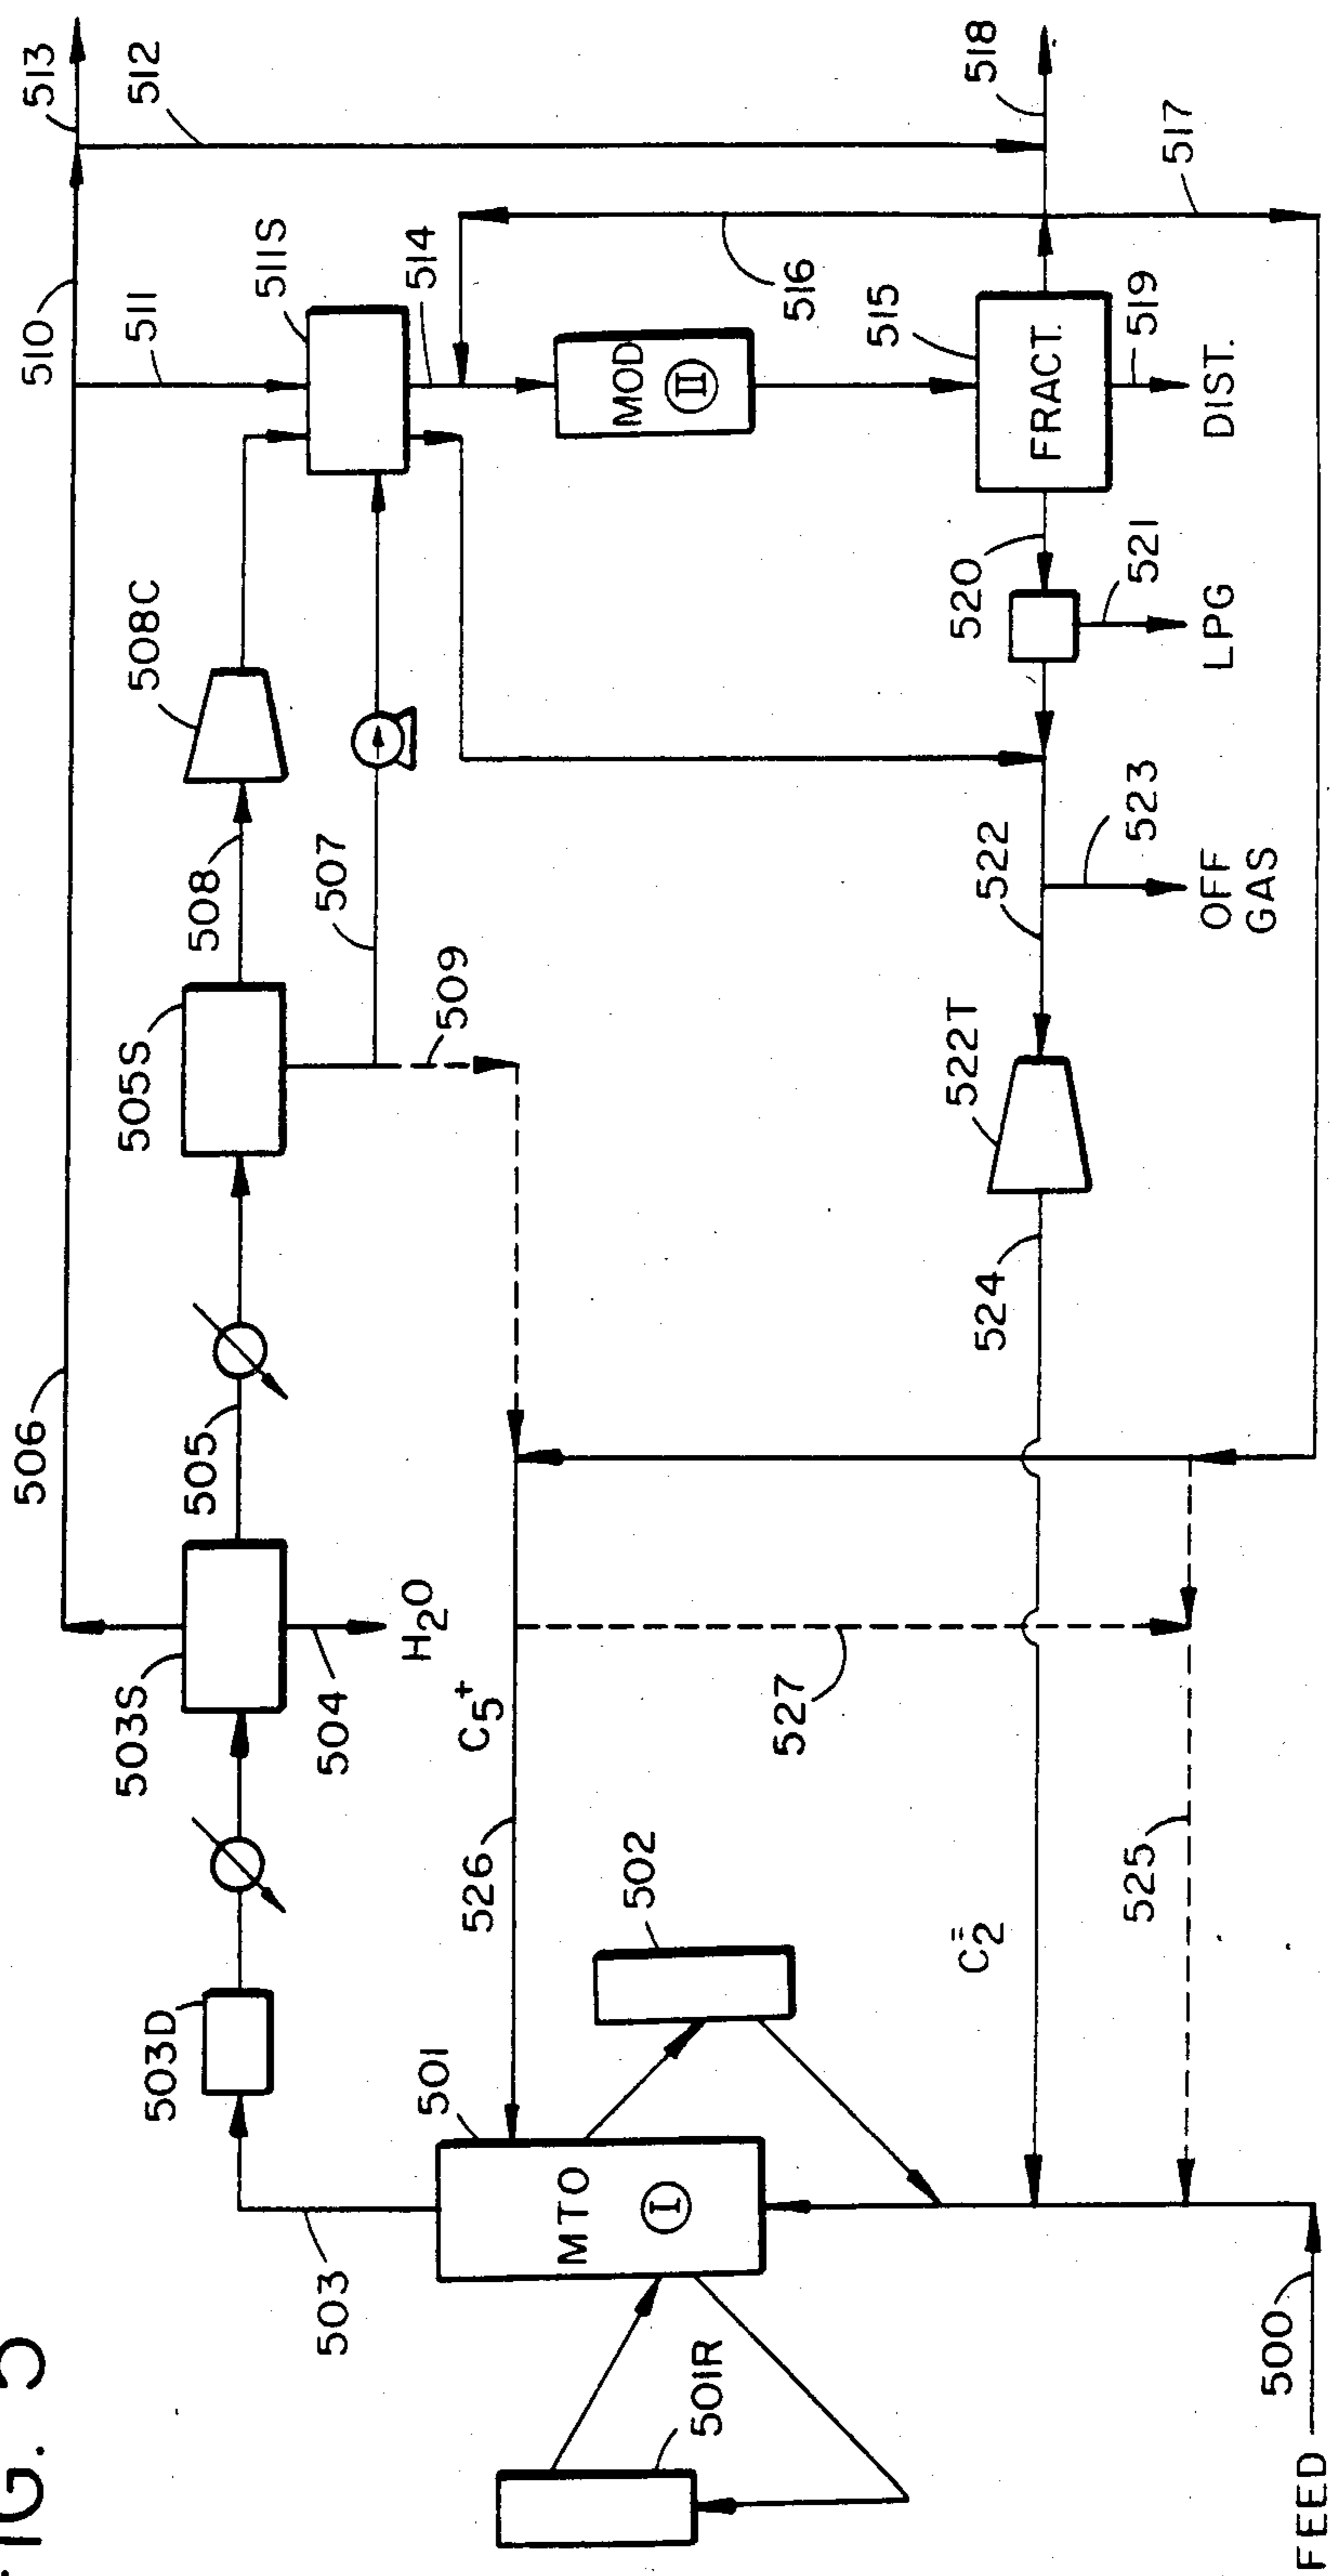 FIG. 5
506
510
513
512
503D
503S
505
505S
508
508C
511
511S
518
503
504
H2O
509
507
514
516
517
501
MTO
I
526
C5+
MOD
II
515
FRACT.
502
527
524
522T
522
520
501R
C2=
525
523
521
519
OFF
GAS
LPG
DIST.
500
FEED